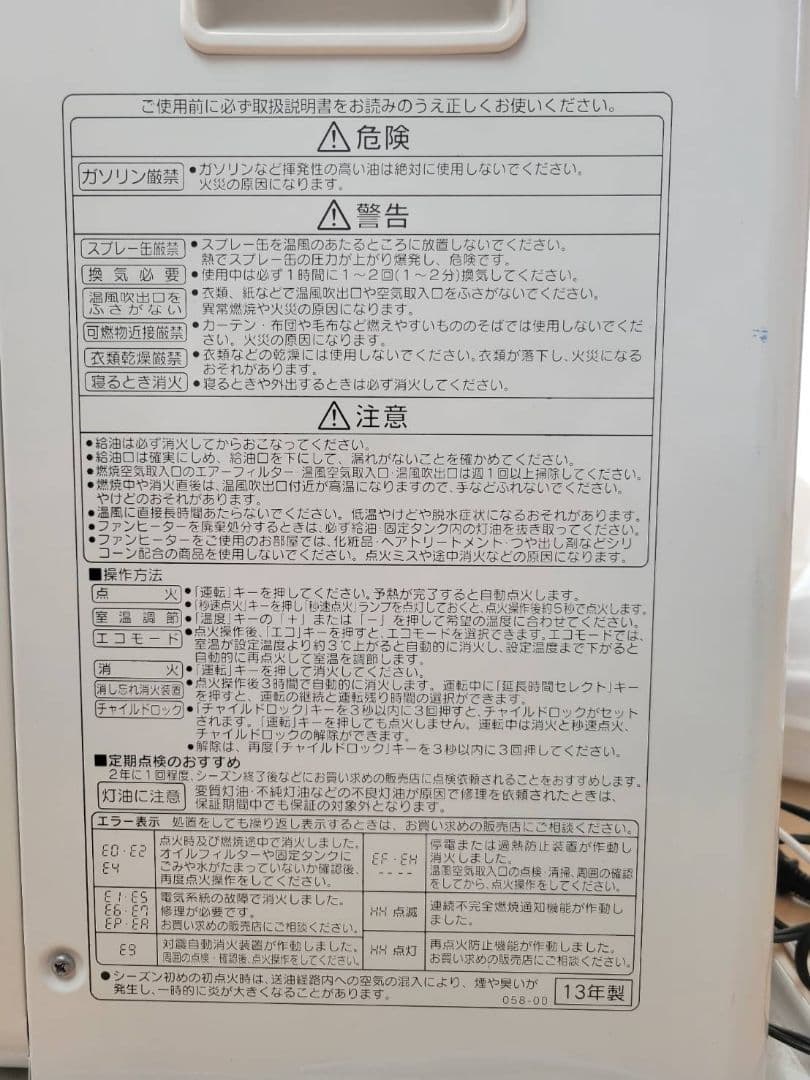 ご使用前に必ず取扱説明書をお読みのうえ正しくお使いください。
⚠危険
ガソリン厳禁 ●ガソリンなど揮発性の高い油は絶対に使用しないでください。
火災の原因になります。
⚠警告
スプレー缶厳禁 ●スプレー缶を温風のあたるところに放置しないでください。
熱でスプレー缶の圧力が上がり爆発し、危険です。
換気必要 ●使用中は必ず1時間に1~2回(1~2分)換気してください。
温風吹出口を ●衣類、紙などで温風吹出口や空気取入口をふさがないでください。
ふさがない 異常燃焼や火災の原因になります。
可燃物近接厳禁 ●カーテン・布団や毛布など燃えやすいもののそばでは使用しないでくだ
さい。火災の原因になります。
衣類乾燥厳禁 ●衣類などの乾燥には使用しないでください。衣類が落下し、火災になる
おそれがあります。
寝るとき消火 ●寝るときや外出するときは必ず消火してください。
⚠注意
●給油は必ず消火してからおこなってください。
●給油口は確実にしめ、給油口を下にして、漏れがないことを確かめてください。
●燃焼空気取入口のエアーフィルター・温風空気取入口・温風吹出口は週1回以上掃除してください。
●燃焼中や消火直後は、温風吹出口付近が高温になりますので、手などふれないでください。
やけどのおそれがあります。
●温風に直接長時間あたらないでください。低温やけどや脱水症状になるおそれがあります。
●ファンヒーターを廃棄処分するときは、必ず給油・固定タンク内の灯油を抜き取ってください。
●ファンヒーターをご使用のお部屋では、化粧品・ヘアトリートメント・つや出し剤などシリ
コーン配合の商品を使用しないでください。点火ミスや途中消火などの原因になります。
■操作方法
点火 ●「運転」キーを押してください。予熱が完了すると自動点火します。
●「秒速点火」キーを押し「秒速点火」ランプを点灯しておくと、点火操作後約5秒で点火します。
室温調節 ●「温度」キーの「+」または「−」を押して希望の温度に合わせてください。
エコモード ●点火操作後、「エコ」キーを押すと、エコモードを選択できます。エコモードでは、
室温が設定温度より約3℃上がると自動的に消火し、設定温度まで下がると
自動的に再点火して室温を調節します。
消火 ●「運転」キーを押して消火してください。
消し忘れ消火装置 ●点火操作後3時間で自動的に消火します。運転中に「延長時間セレクト」キー
を押すと、運転の継続と運転残り時間の選択ができます。
チャイルドロック ●「チャイルドロック」キーを3秒以内に3回押すと、チャイルドロックがセット
されます。「運転」キーを押しても点火しません。運転中は消火と秒速点火、
チャイルドロックの解除ができます。
●解除は、再度「チャイルドロック」キーを3秒以内に3回押してください。
■定期点検のおすすめ
2年に1回程度、シーズン終了後などにお買い求めの販売店に点検依頼されることをおすすめします。
灯油に注意 変質灯油・不純灯油などの不良灯油が原因で修理を依頼されたときは、
保証期間中でも保証の対象外となります。
エラー表示 処置をしても繰り返し表示するときは、お買い求めの販売店にご相談ください。
E0・E2
E4
点火時及び燃焼途中で消火しました。
オイルフィルターや固定タンクに
ごみや水がたまっていないか確認後、
再度点火操作をしてください。
EF・EH
----
停電または過熱防止装置が作動し
消火しました。
温風空気取入口の点検・清掃、周囲の確認
をしてから、点火操作をしてください。
E1・E5
E6・E7
EP・EA
電気系統の故障で消火しました。
修理が必要です。
お買い求めの販売店にご相談ください。
HH 点滅
連続不完全燃焼通知機能が作動し
ました。
E9
対震自動消火装置が作動しました。
周囲の点検・確認後、点火操作をしてください。
HH 点灯
再点火防止機能が作動しました。
お買い求めの販売店にご相談ください。
●シーズン初めの初点火時は、送油経路内への空気の混入により、煙や臭いが
発生し、一時的に炎が大きくなることがあります。
058-00 13年製